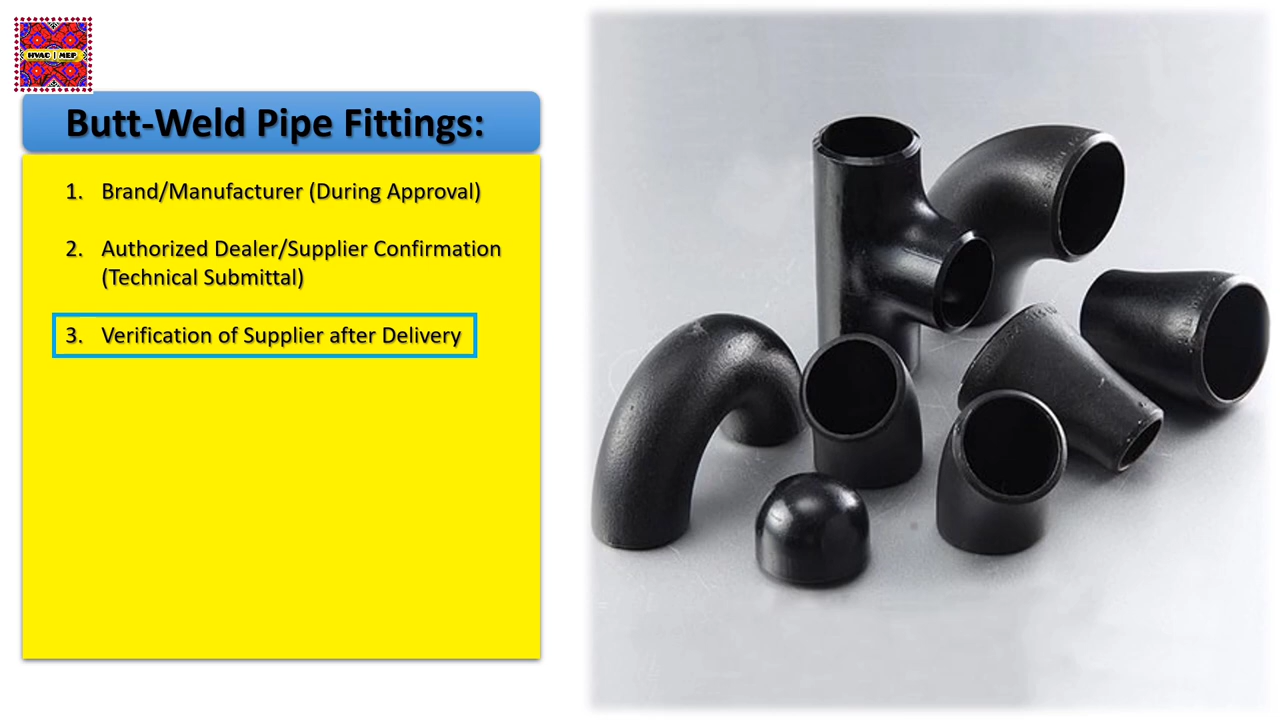 HVAC | MEP
Butt-Weld Pipe Fittings:
1. Brand/Manufacturer (During Approval)
2. Authorized Dealer/Supplier Confirmation
(Technical Submittal)
3. Verification of Supplier after Delivery